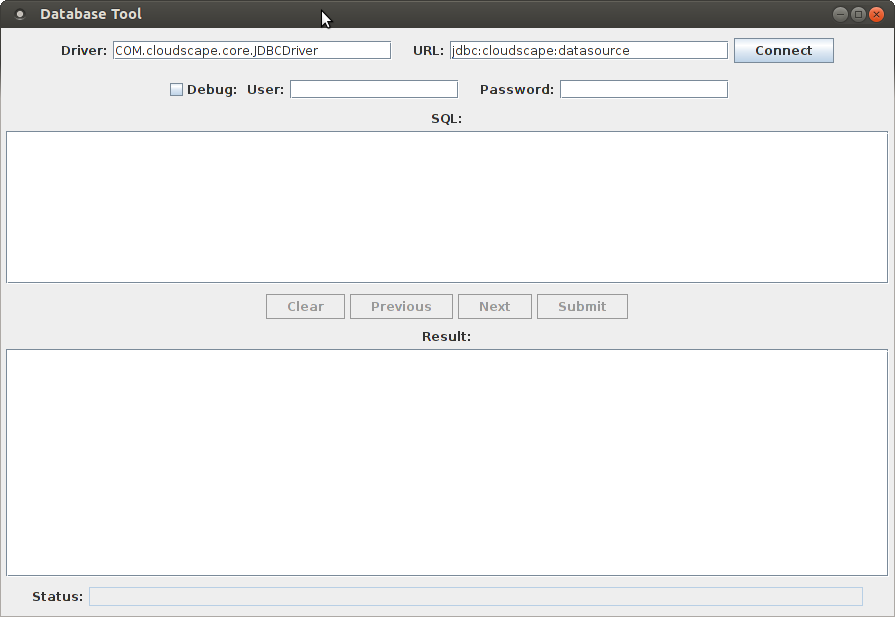 Database Tool
Driver: COM.cloudscape.core.JDBCDriver URL: jdbc:cloudscape:datasource Connect
Debug: User: Password:
SQL:
Clear Previous Next Submit
Result:
Status: